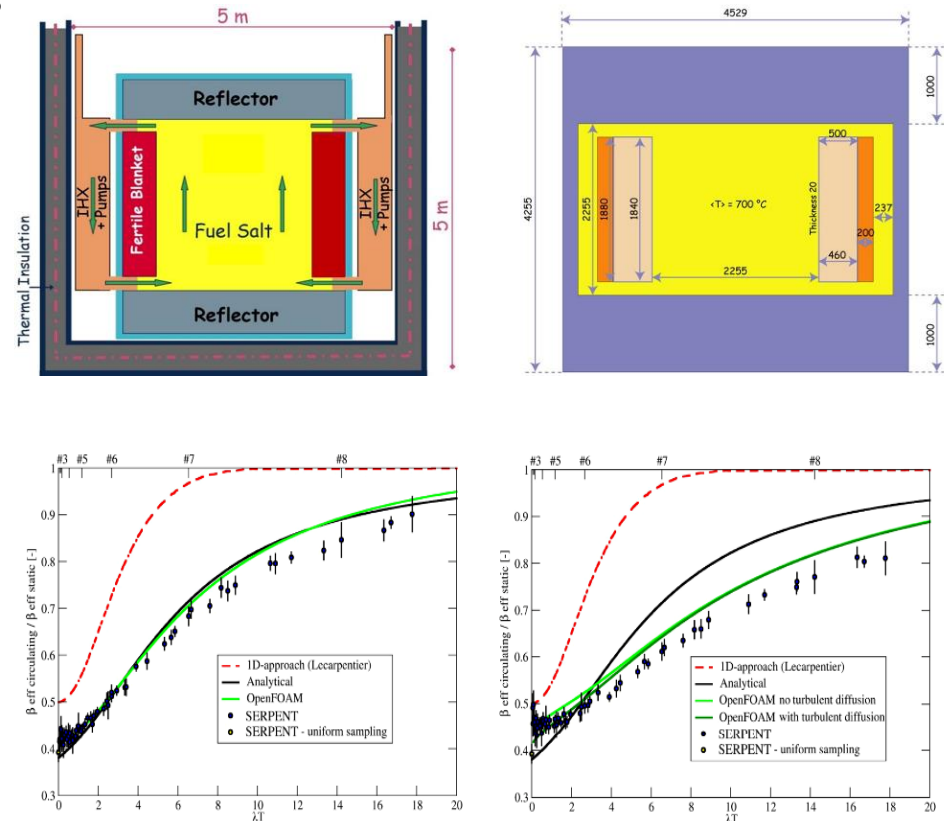 5 m
Reflector
Fertile Blanket
IHX
+ Pumps
Fuel Salt
IHX
+ Pumps
Reflector
Thermal Insulation
5 m
4529
1000
4255
2255
1880
1840
<T> = 700 °C
Thickness 20
500
237
200
460
2255
1000
#3 #5 #6 #7 #8
1
0.9
0.8
0.7
0.6
0.5
0.4
0.3
β eff circulating / β eff static [-]
1D-approach (Lecarpentier)
Analytical
OpenFOAM
SERPENT
SERPENT - uniform sampling
0 2 4 6 8 10 12 14 16 18 20
λT
#3 #5 #6 #7 #8
1
0.9
0.8
0.7
0.6
0.5
0.4
0.3
β eff circulating / β eff static [-]
1D-approach (Lecarpentier)
Analytical
OpenFOAM no turbulent diffusion
OpenFOAM with turbulent diffusion
SERPENT
SERPENT - uniform sampling
0 2 4 6 8 10 12 14 16 18 20
λT